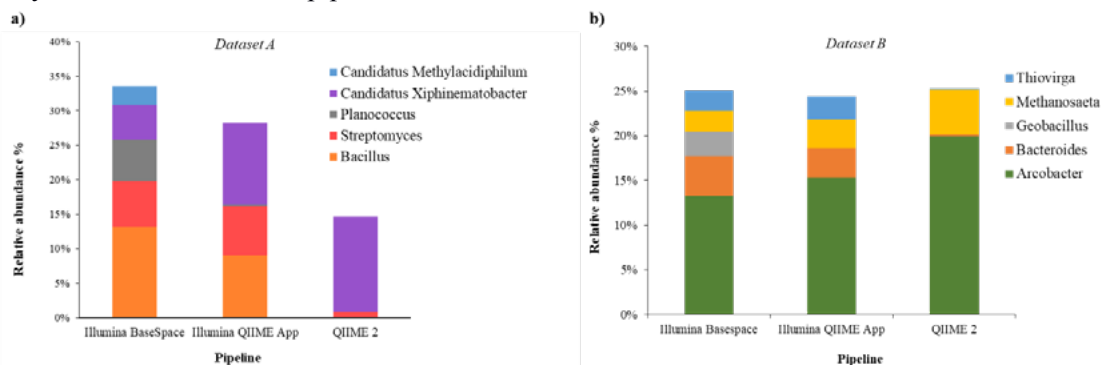 a)
Dataset A
40%
35%
30%
25%
20%
15%
10%
5%
0%
Relative abundance %
Candidatus Methylacidiphilum
Candidatus Xiphinematobacter
Planococcus
Streptomyces
Bacillus
Illumina BaseSpace Illumina QIIME App QIIME 2
Pipeline
b)
Dataset B
30%
25%
20%
15%
10%
5%
0%
Relative abundance %
Thiovirga
Methanosaeta
Geobacillus
Bacteroides
Arcobacter
Illumina Basespace Illumina QIIME App QIIME 2
Pipeline